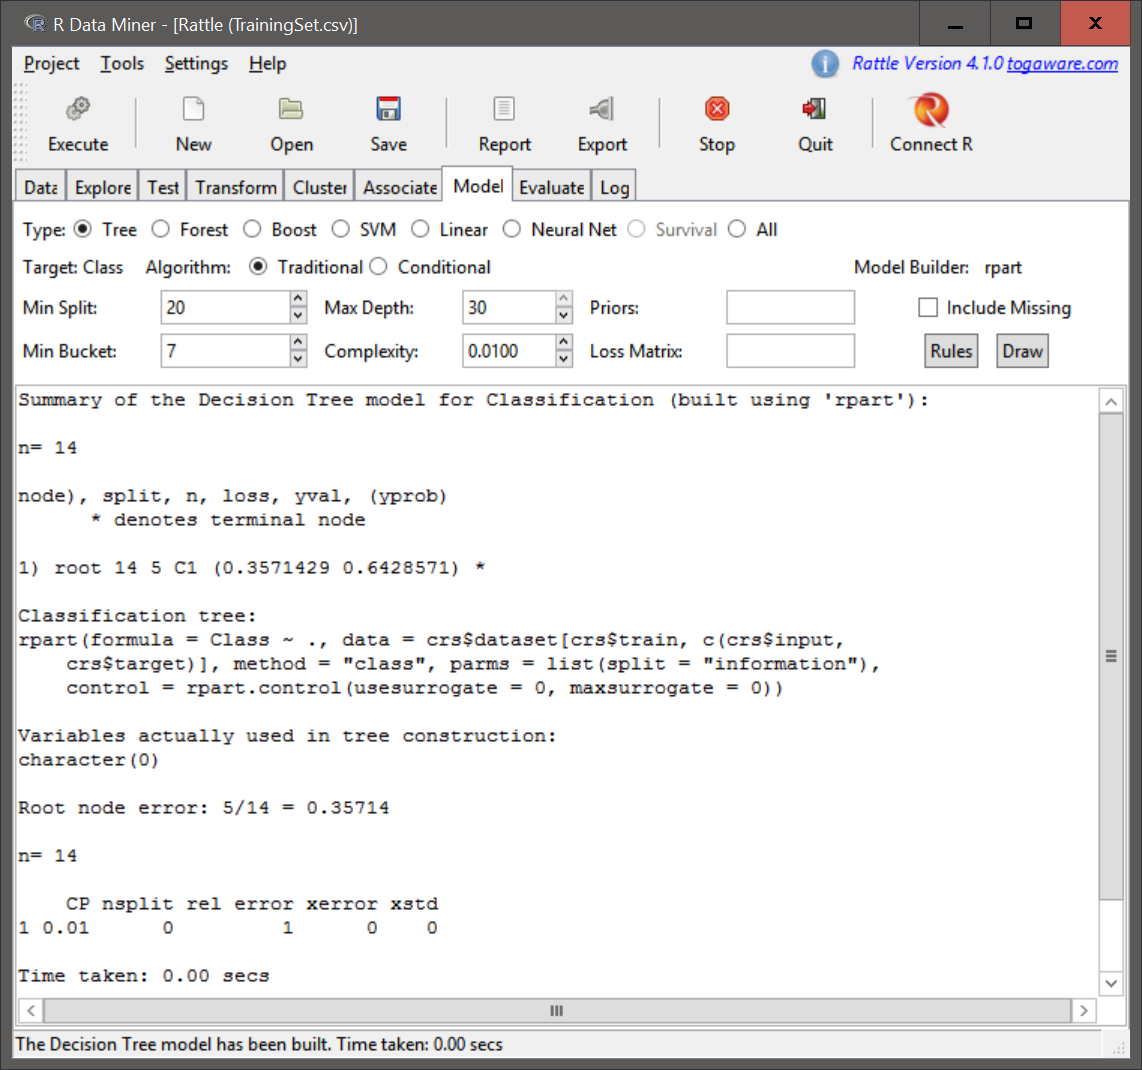 R Data Miner - [Rattle (TrainingSet.csv)]
Project Tools Settings Help Rattle Version 4.1.0 togaware.com
Execute New Open Save Report Export Stop Quit Connect R
Data Explore Test Transform Cluster Associate Model Evaluate Log
Type: Tree Forest Boost SVM Linear Neural Net Survival All
Target: Class Algorithm: Traditional Conditional Model Builder: rpart
Min Split: 20 Max Depth: 30 Priors: Include Missing
Min Bucket: 7 Complexity: 0.0100 Loss Matrix: Rules Draw
Summary of the Decision Tree model for Classification (built using 'rpart'):
n= 14
node), split, n, loss, yval, (yprob)
* denotes terminal node
1) root 14 5 C1 (0.3571429 0.6428571) *
Classification tree:
rpart(formula = Class ~ ., data = crs$dataset[crs$train, c(crs$input,
crs$target)], method = "class", parms = list(split = "information"),
control = rpart.control(usesurrogate = 0, maxsurrogate = 0))
Variables actually used in tree construction:
character(0)
Root node error: 5/14 = 0.35714
n= 14
CP nsplit rel error xerror xstd
1 0.01 0 1 0 0
Time taken: 0.00 secs
The Decision Tree model has been built. Time taken: 0.00 secs